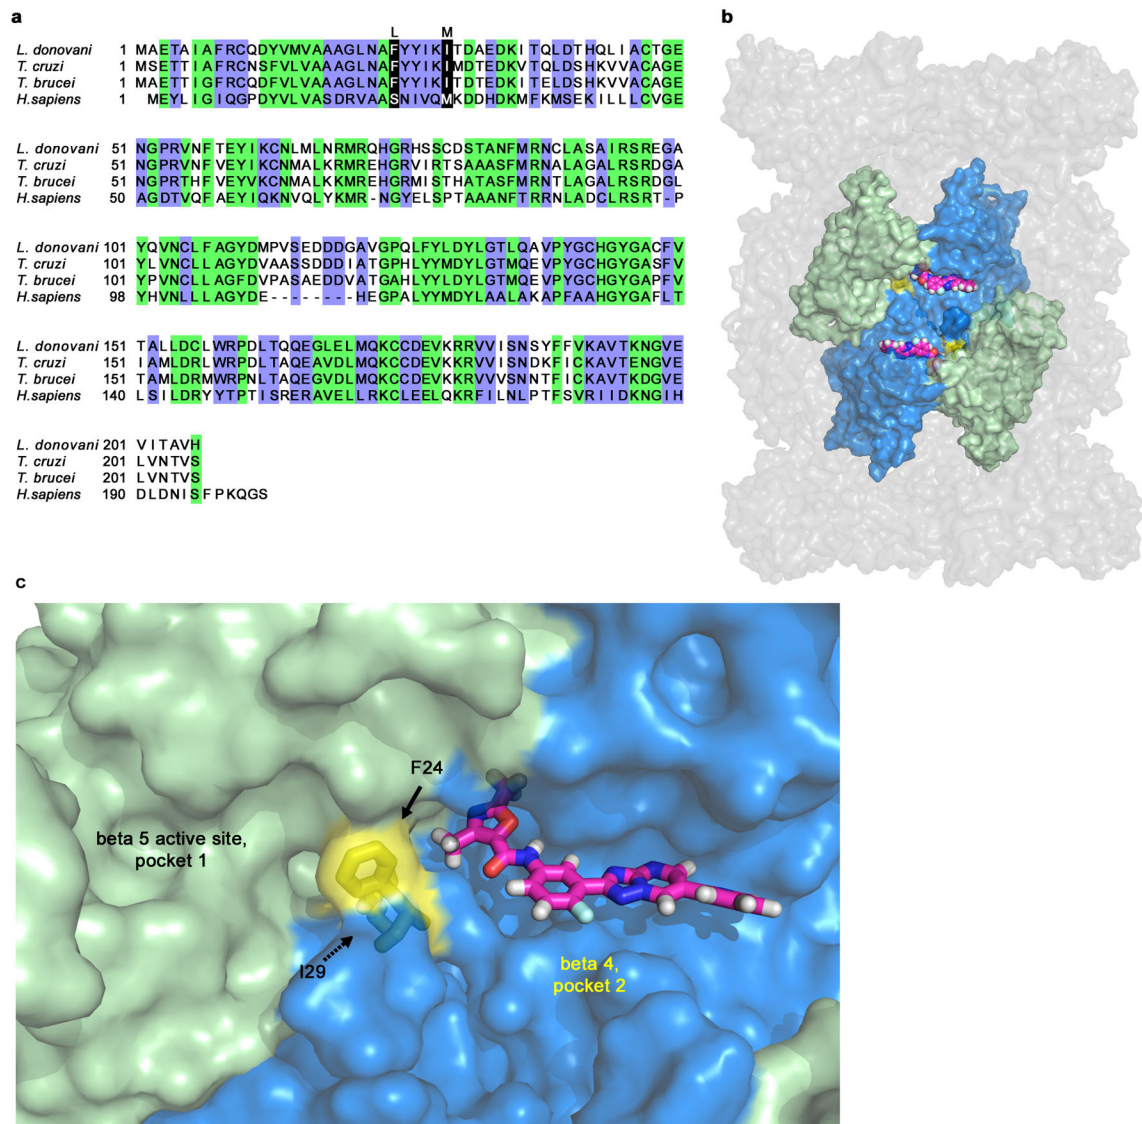 a
L M
L. donovani 1 MAETAIAFRCQDYVMVAAAGLNAFYYIKITDAEDKITQLDTHQLIACTGE
T. cruzi 1 MSETTIAFRCNSFVLVAAAGLNAFYYIKIMDTEDKVTQLDSHKVVACAGE
T. brucei 1 MAETTIGFRCQDFVLVAAAGLNAFYYIKITDTEDKITELDSHKVVACAGE
H.sapiens 1 MEYLIGIQGPDYVLVASDRVAASNIVQMKDDHDKMFKMSEKILLLCVGE
L. donovani 51 NGPRVNFTEYIKCNLMLNRMRQHGRHSSCDSTANFMRNCLASAIRSREGA
T. cruzi 51 NGPRVNFVEYIKCNMALKRMREHGRVIRTSAAASFMRNALAGALRSRDGA
T. brucei 51 NGPRTHFVEYVKCNMALKKMREHGRMISTHATASFMRNTLAGALRSRDGL
H.sapiens 50 AGDTVQFAEYIQKNVQLYKMR-NGYELSPTAAANFTRRNLADCLRSRT-P
L. donovani 101 YQVNCLFAGYDMPVSEDDDGAVGPQLFYLDYLGTLQAVPYGCHGYGACFV
T. cruzi 101 YLVNCLLAGYDVAASSDDDIATGPHLYYMDYLGTMQEVPYGCHGYGASFV
T. brucei 101 YPVNCLLAGFDVPASAEDDVATGAHLYYLDYLGTMQEVPYGCHGYGASFV
H.sapiens 98 YHVNLLLAGYDE-------HEGPALYYMDYLAALAKAPFAAHGYGAFLT
L. donovani 151 TALLDCLWRPDLTQQEGLELMQKCCDEVKRRVVISNSYFFVKAVTKNGVE
T. cruzi 151 IAMLDRLWRPDLTAQEAVDLMQKCCDEVKRRVVISNDKFICKAVTENGVE
T. brucei 151 TAMLDRMWRPNLTAQEGVDLMQKCCDEVKKRVVVSNNTFICKAVTKDGVE
H.sapiens 140 LSILDRYYTPTISRERAVELLRKCLEELQKRFILNLPTFSVRIIDKNGIH
L. donovani 201 VITAVH
T. cruzi 201 LVNTVS
T. brucei 201 LVNTVS
H.sapiens 190 DLDNISFPKQGS
b
c
F24
beta 5 active site,
pocket 1
I29
beta 4,
pocket 2